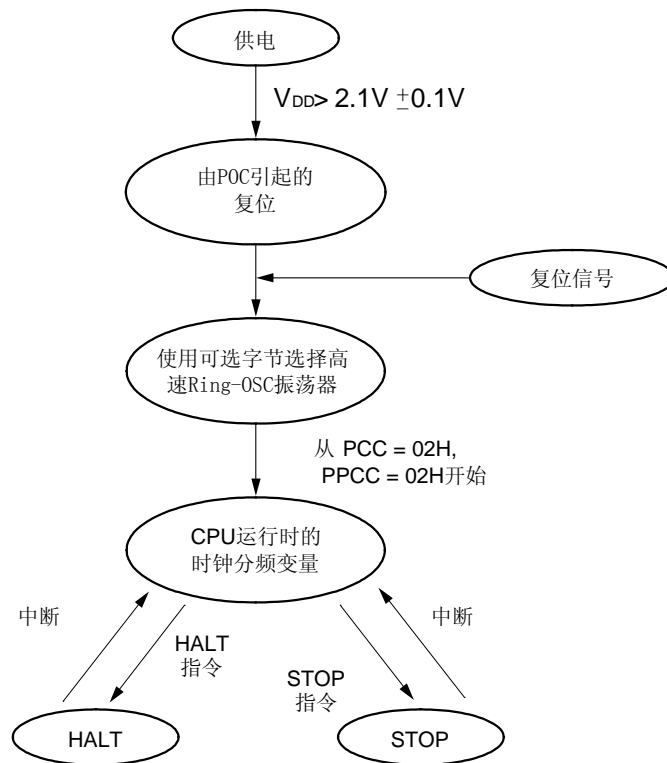 供电
VDD> 2.1V ±0.1V
由POC引起的
复位
复位信号
使用可选字节选择高
速Ring-OSC振荡器
从 PCC = 02H,
PPCC = 02H开始
CPU运行时的
时钟分频变量
中断
HALT
指令
STOP
指令
中断
HALT
STOP